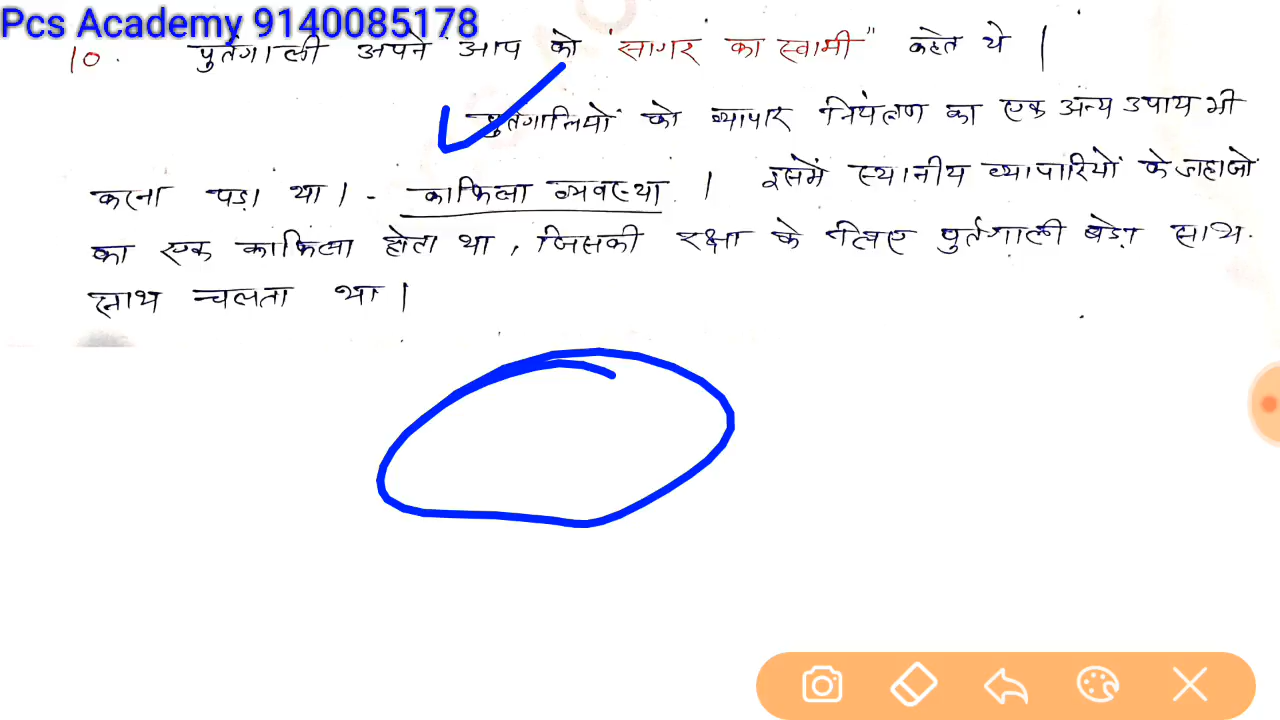 Pcs Academy 9140085178
10. पुर्तगाली अपने आप को "सागर का स्वामी" कहते थे |
पुर्तगालियों को व्यापार नियंत्रण का एक अन्य उपाय भी
करना पड़ा था। - काफिला व्यवस्था | इसमें स्थानीय व्यापारियों के जहाजो
का एक काफिला होता था, जिसकी रक्षा के लिए पुर्तगाली बेड़ा साथ-
साथ चलता था |